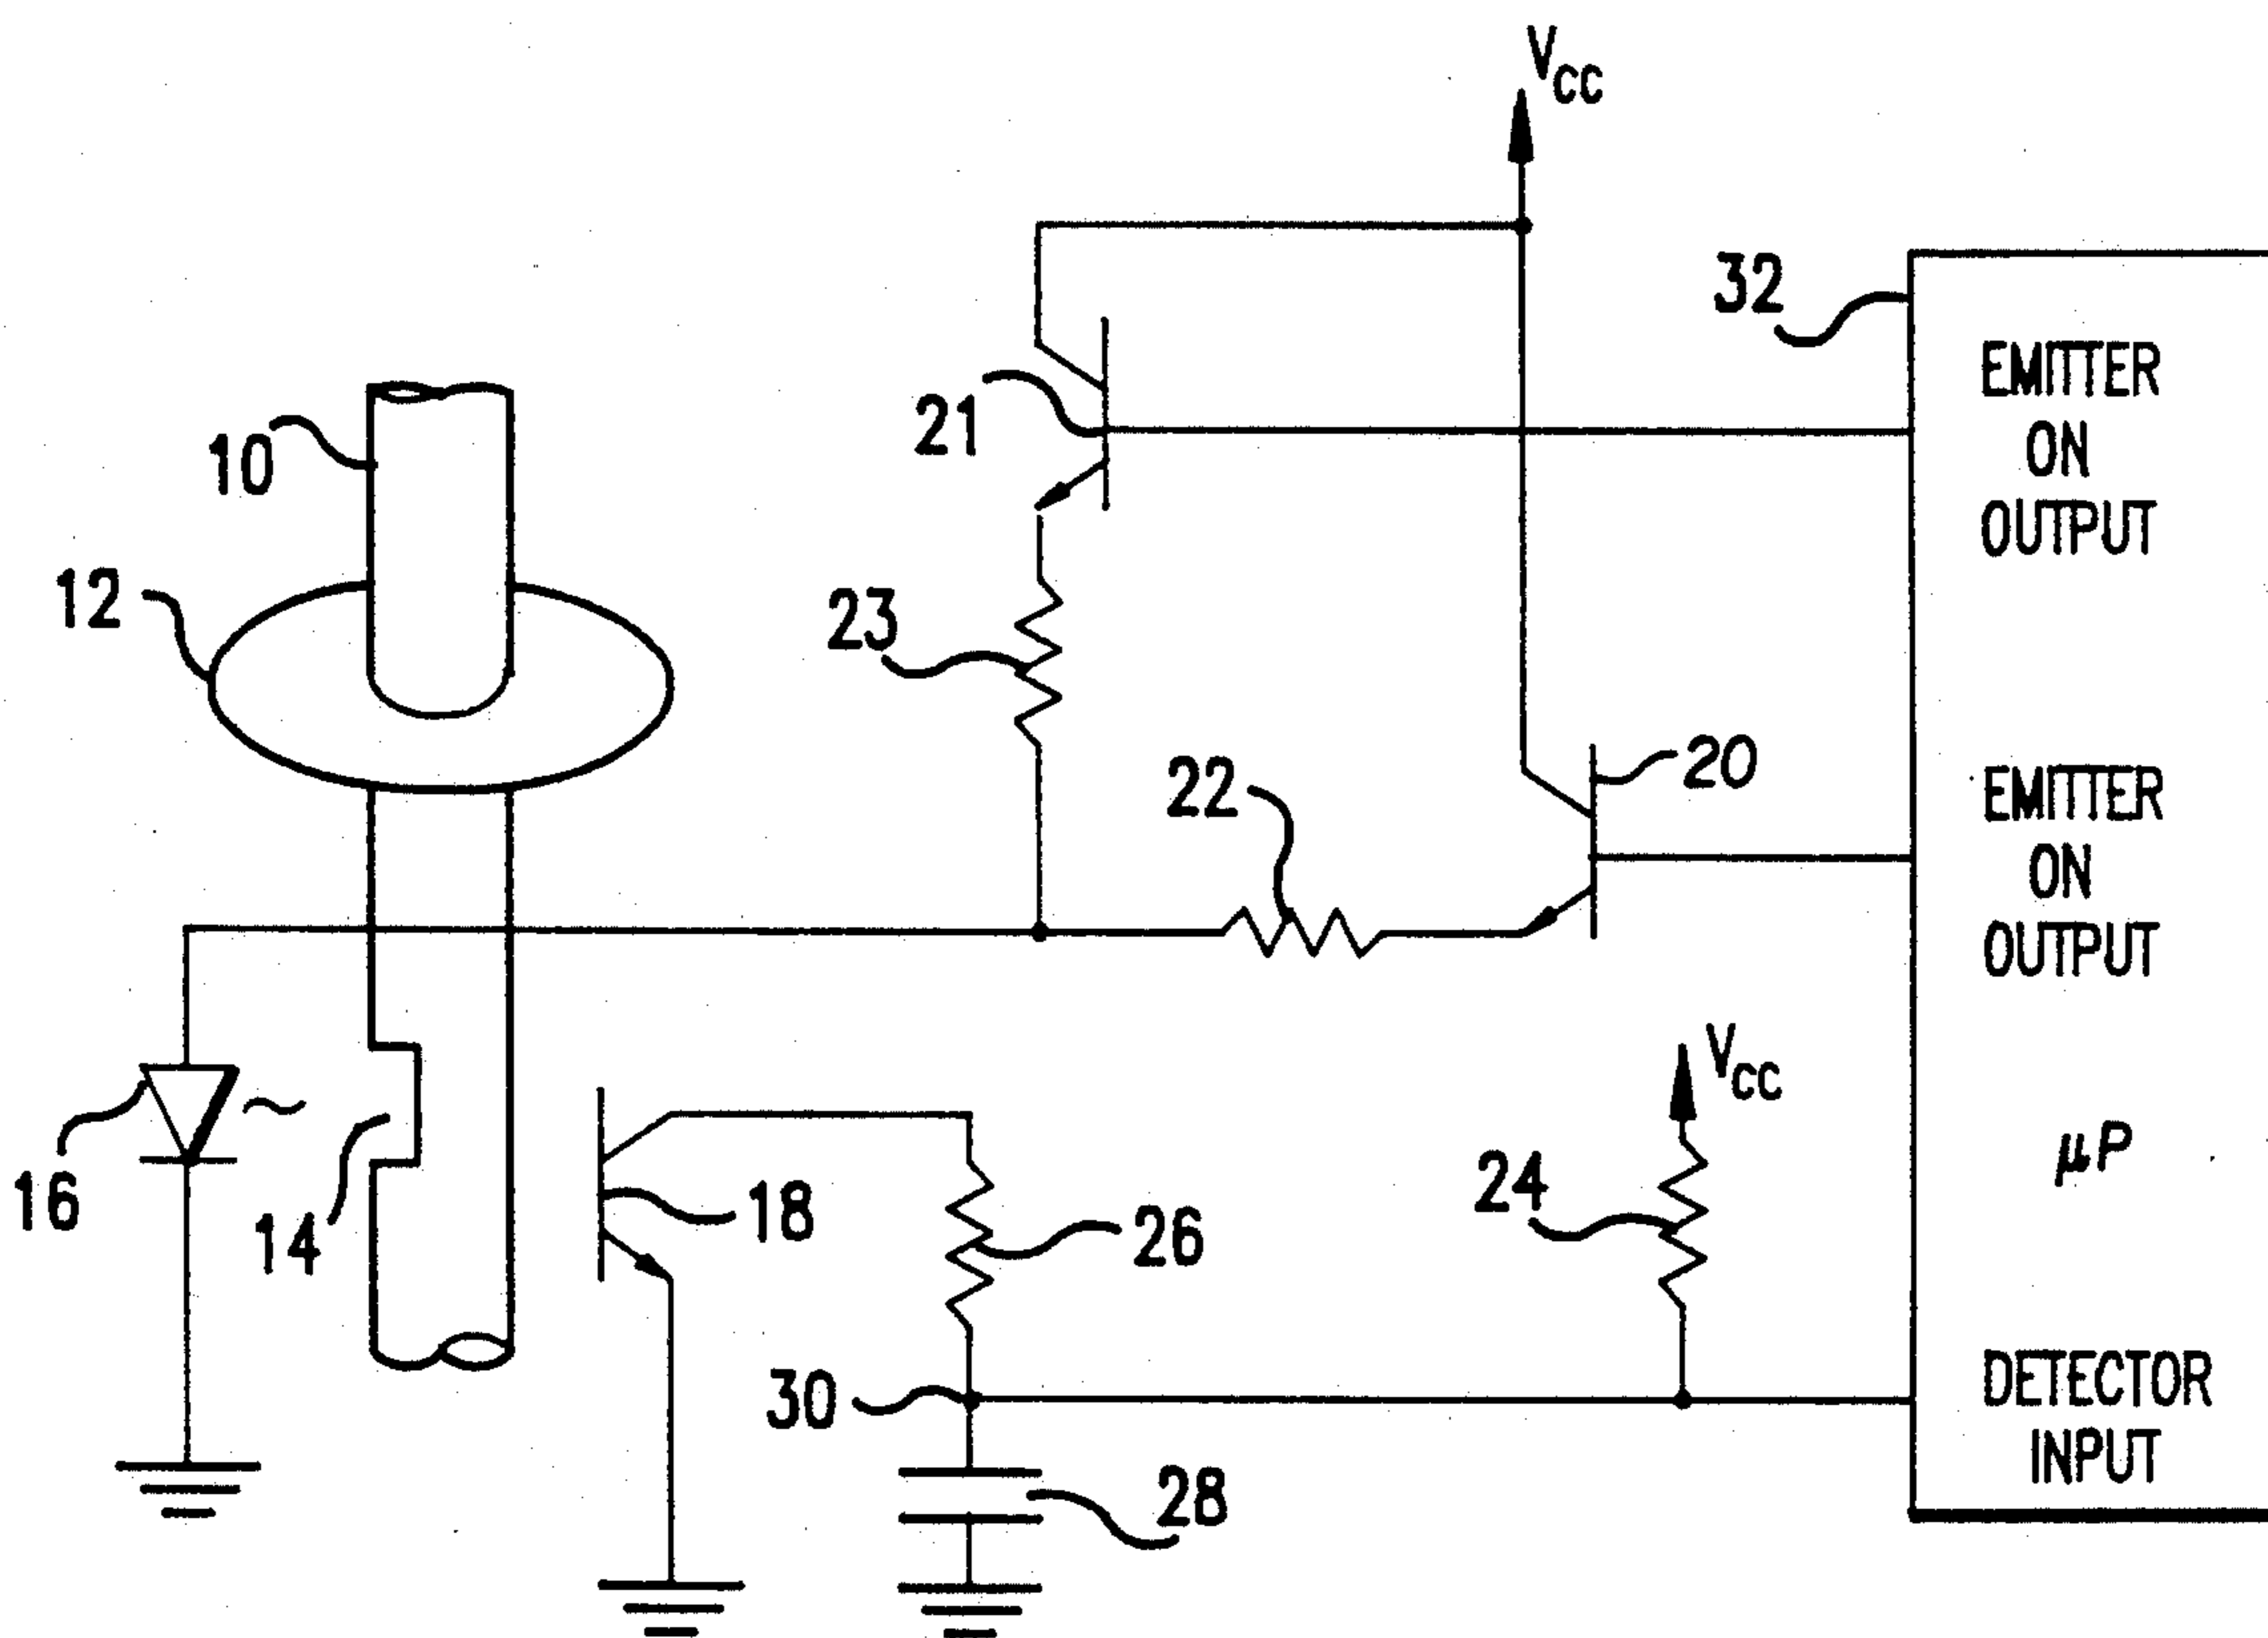 VCC
32
EMITTER
ON
OUTPUT
21
10
12
23
22
20
EMITTER
ON
OUTPUT
VCC
μP
16
14
18
26
24
30
DETECTOR
INPUT
28